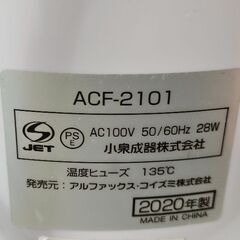 ACF-2101
S
JET
PS
E
AC100V 50/60Hz 28W
小泉成器株式会社
温度ヒューズ 135℃
発売元：アルファックス・コイズミ株式会社
2020年製
MADE IN CHINA